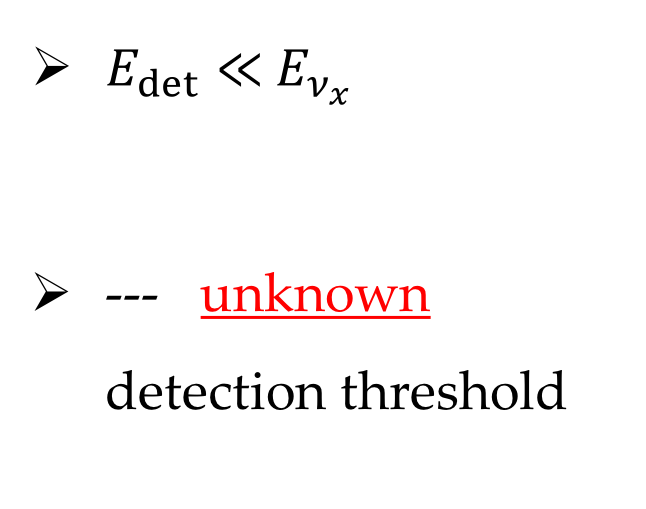 ➢ E_det ≪ E_{ν_x}
➢ --- unknown
detection threshold